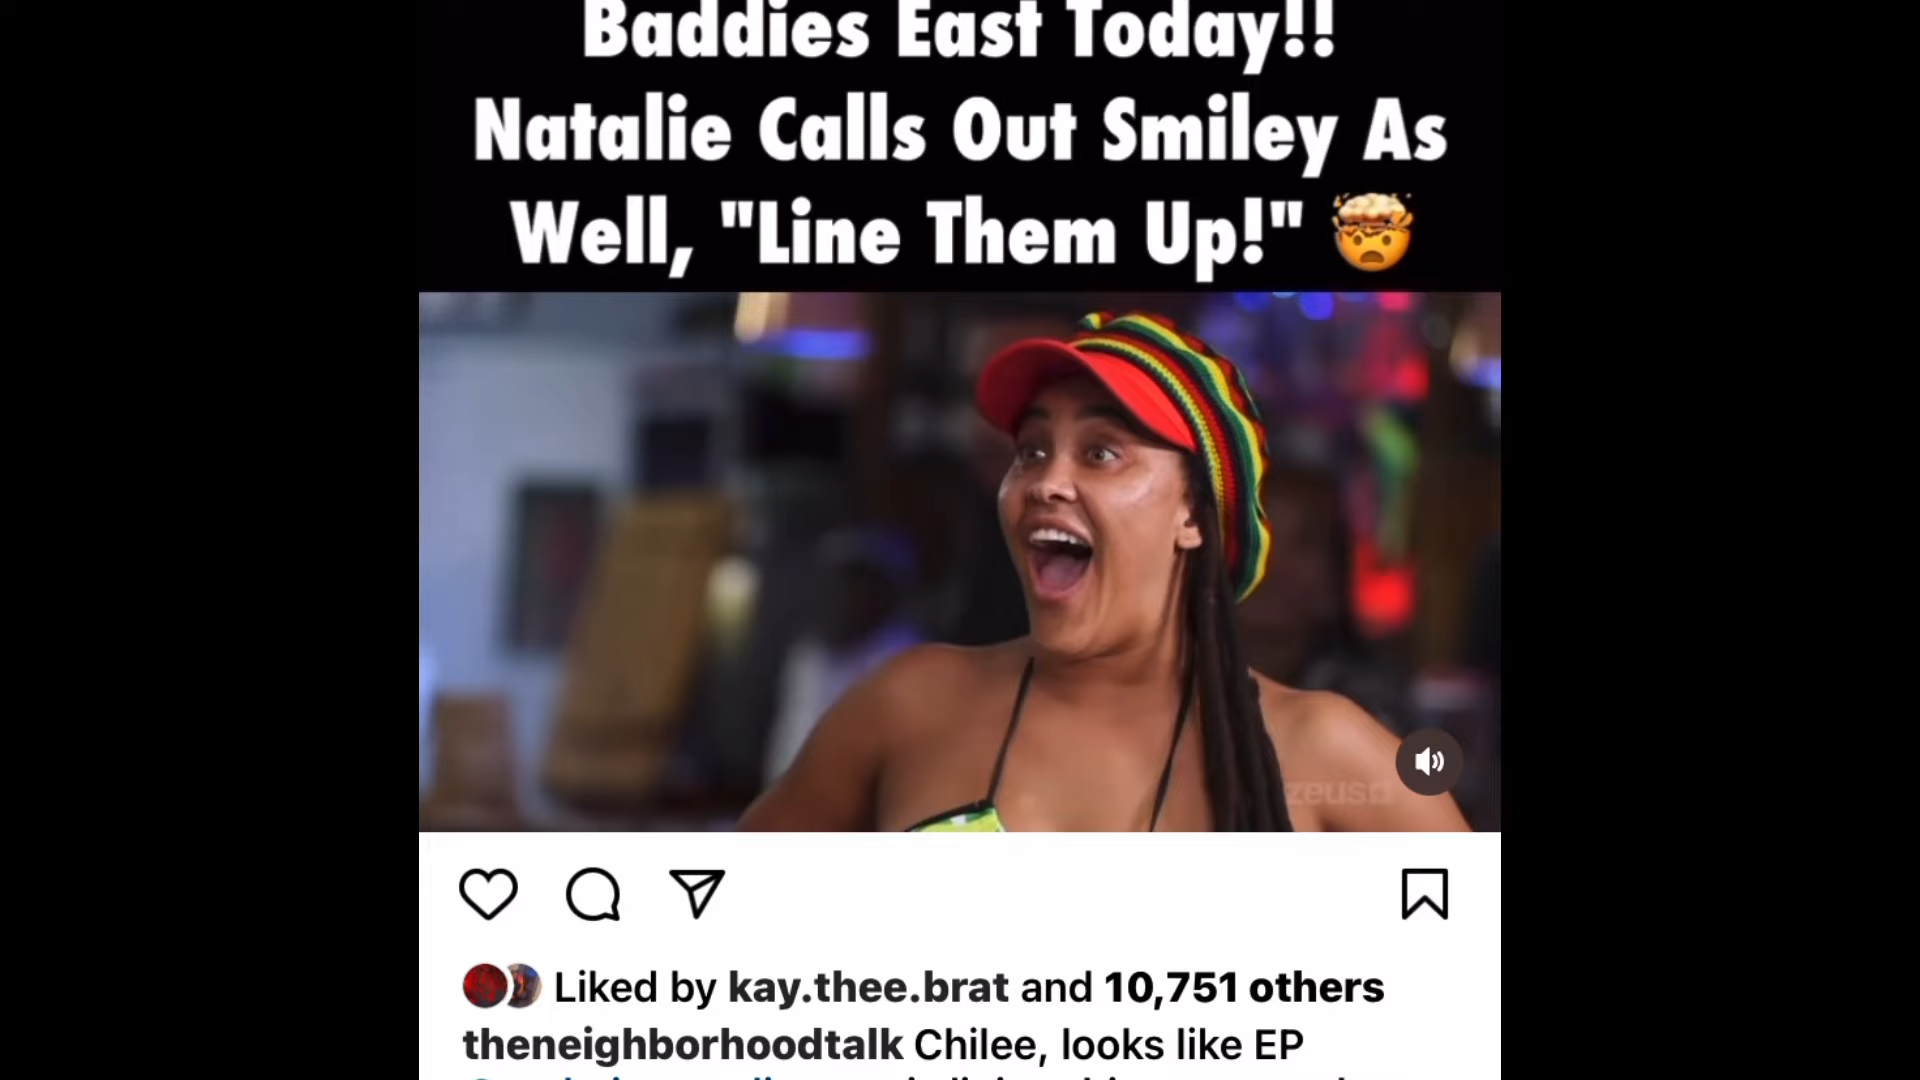 Baddies East Today!!
Natalie Calls Out Smiley As
Well, "Line Them Up!" 🤯
zeus
Liked by kay.thee.brat and 10,751 others
theneighborhoodtalk Chilee, looks like EP